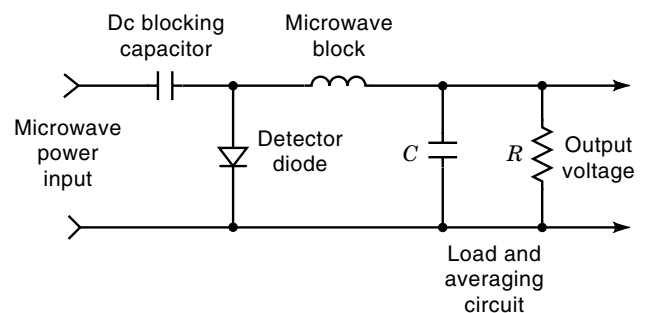 Dc blocking
capacitor
Microwave
block
Microwave
power
input
Detector
diode
C
R
Output
voltage
Load and
averaging
circuit